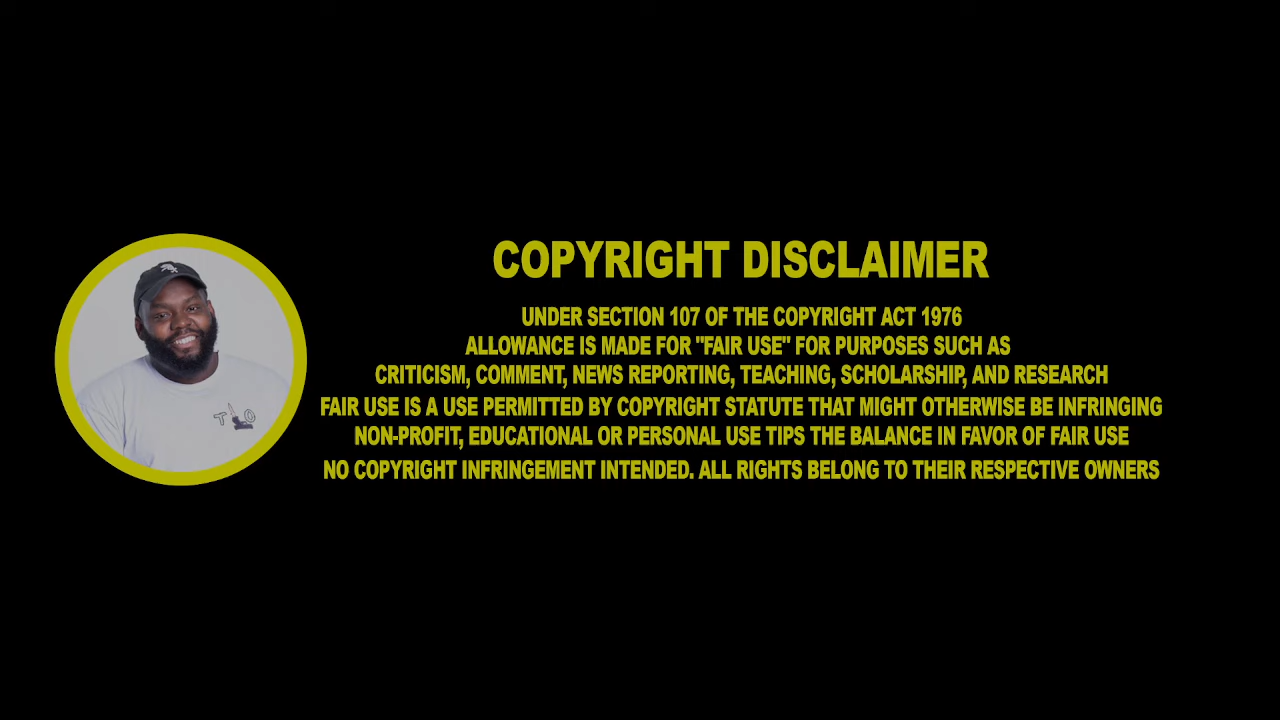 COPYRIGHT DISCLAIMER
UNDER SECTION 107 OF THE COPYRIGHT ACT 1976
ALLOWANCE IS MADE FOR "FAIR USE" FOR PURPOSES SUCH AS
CRITICISM, COMMENT, NEWS REPORTING, TEACHING, SCHOLARSHIP, AND RESEARCH
FAIR USE IS A USE PERMITTED BY COPYRIGHT STATUTE THAT MIGHT OTHERWISE BE INFRINGING
NON-PROFIT, EDUCATIONAL OR PERSONAL USE TIPS THE BALANCE IN FAVOR OF FAIR USE
NO COPYRIGHT INFRINGEMENT INTENDED. ALL RIGHTS BELONG TO THEIR RESPECTIVE OWNERS